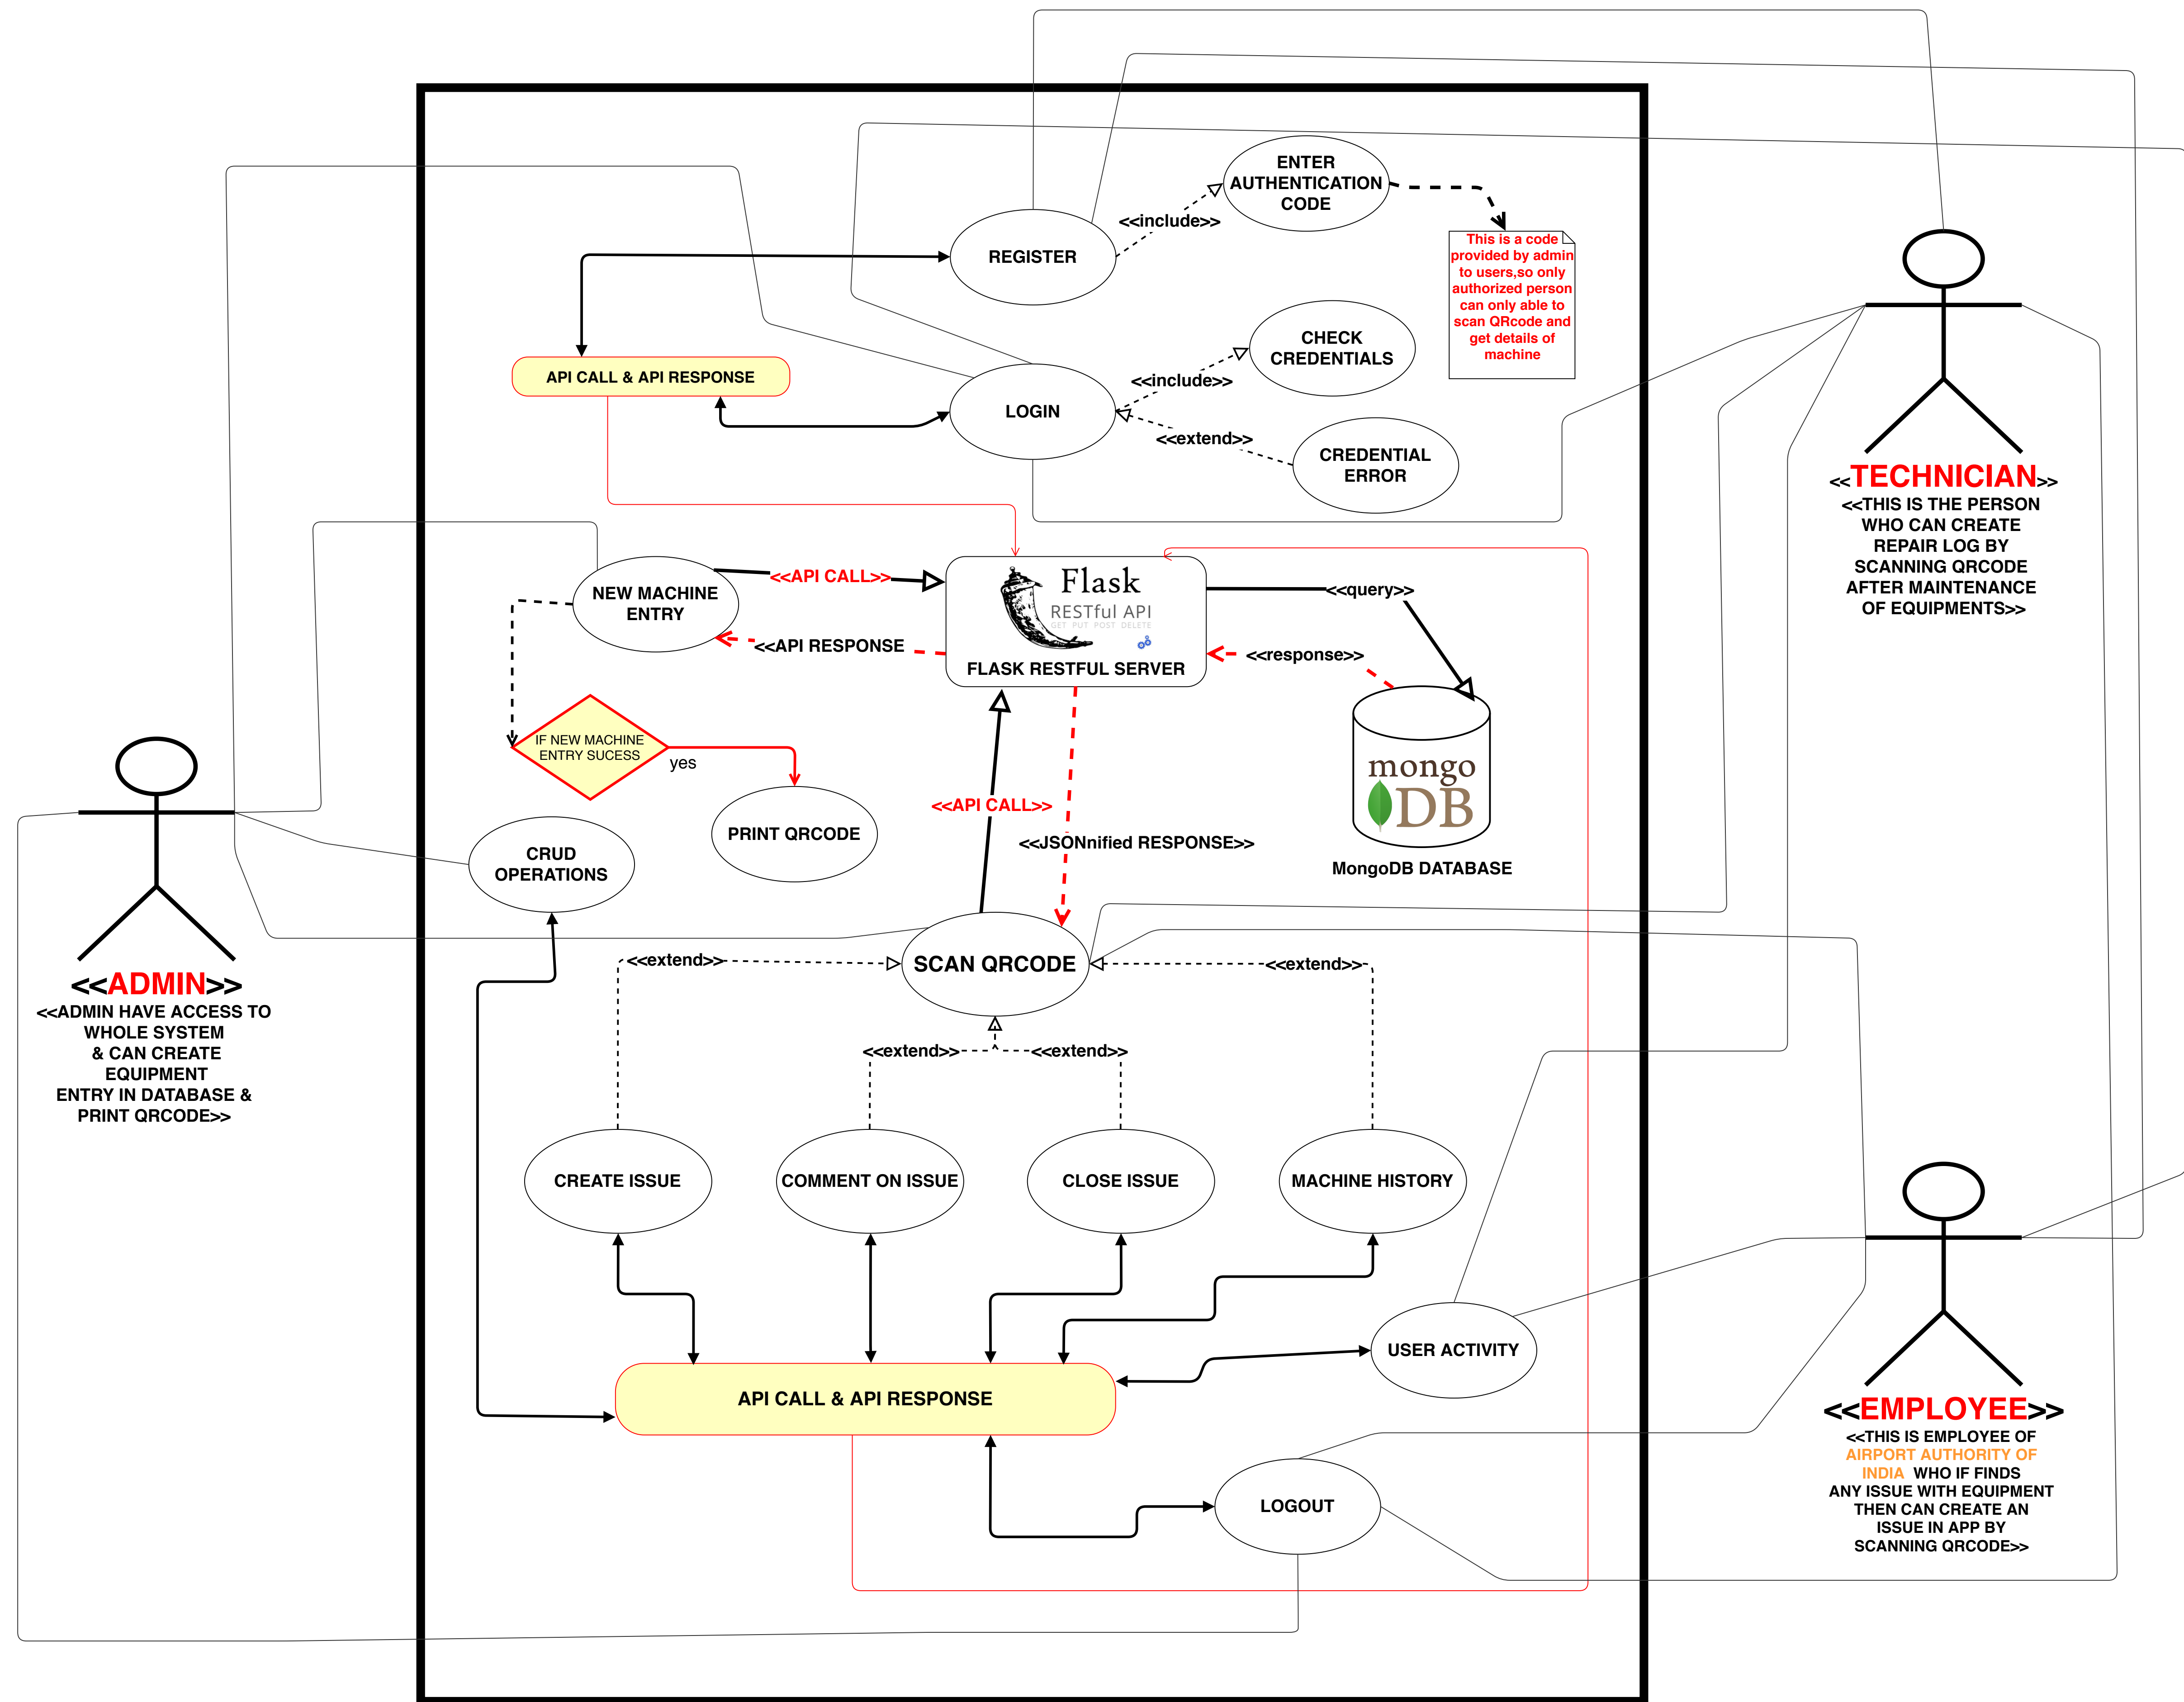 ENTER
AUTHENTICATION
CODE
<<include>>
REGISTER
This is a code
provided by admin
to users,so only
authorized person
can only able to
scan QRcode and
get details of
machine
CHECK
CREDENTIALS
API CALL & API RESPONSE
<<include>>
LOGIN
<<extend>>
CREDENTIAL
ERROR
<<TECHNICIAN>>
<<THIS IS THE PERSON
WHO CAN CREATE
REPAIR LOG BY
SCANNING QRCODE
AFTER MAINTENANCE
OF EQUIPMENTS>>
NEW MACHINE
ENTRY
<<API CALL>>
<<API RESPONSE
Flask
RESTful API
GET PUT POST DELETE
FLASK RESTFUL SERVER
<<query>>
<<response>>
IF NEW MACHINE
ENTRY SUCESS
yes
PRINT QRCODE
<<API CALL>>
<<JSONnified RESPONSE>>
mongo
DB
MongoDB DATABASE
CRUD
OPERATIONS
<<ADMIN>>
<<ADMIN HAVE ACCESS TO
WHOLE SYSTEM
& CAN CREATE
EQUIPMENT
ENTRY IN DATABASE &
PRINT QRCODE>>
<<extend>>
SCAN QRCODE
<<extend>>
<<extend>>
<<extend>>
CREATE ISSUE
COMMENT ON ISSUE
CLOSE ISSUE
MACHINE HISTORY
USER ACTIVITY
API CALL & API RESPONSE
<<EMPLOYEE>>
<<THIS IS EMPLOYEE OF
AIRPORT AUTHORITY OF
INDIA WHO IF FINDS
ANY ISSUE WITH EQUIPMENT
THEN CAN CREATE AN
ISSUE IN APP BY
SCANNING QRCODE>>
LOGOUT